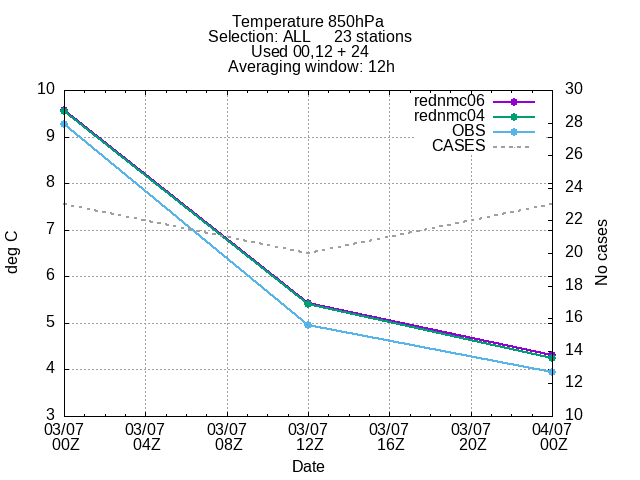 Temperature 850hPa
Selection: ALL 23 stations
Used 00,12 + 24
Averaging window: 12h
rednmc06
rednmc04
OBS
CASES
10
9
8
7
6
5
4
3
30
28
26
24
22
20
18
16
14
12
10
deg C
No cases
03/07 03/07 03/07 03/07 03/07 03/07 04/07
00Z 04Z 08Z 12Z 16Z 20Z 00Z
Date